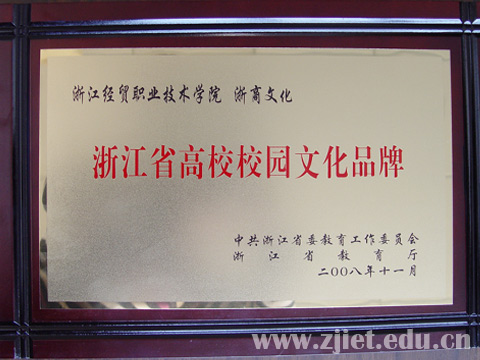 浙江经贸职业技术学院 浙商文化
浙江省高校校园文化品牌
中共浙江省委教育工作委员会
浙江省教育厅
二〇〇八年十一月
www.zjiet.edu.cn